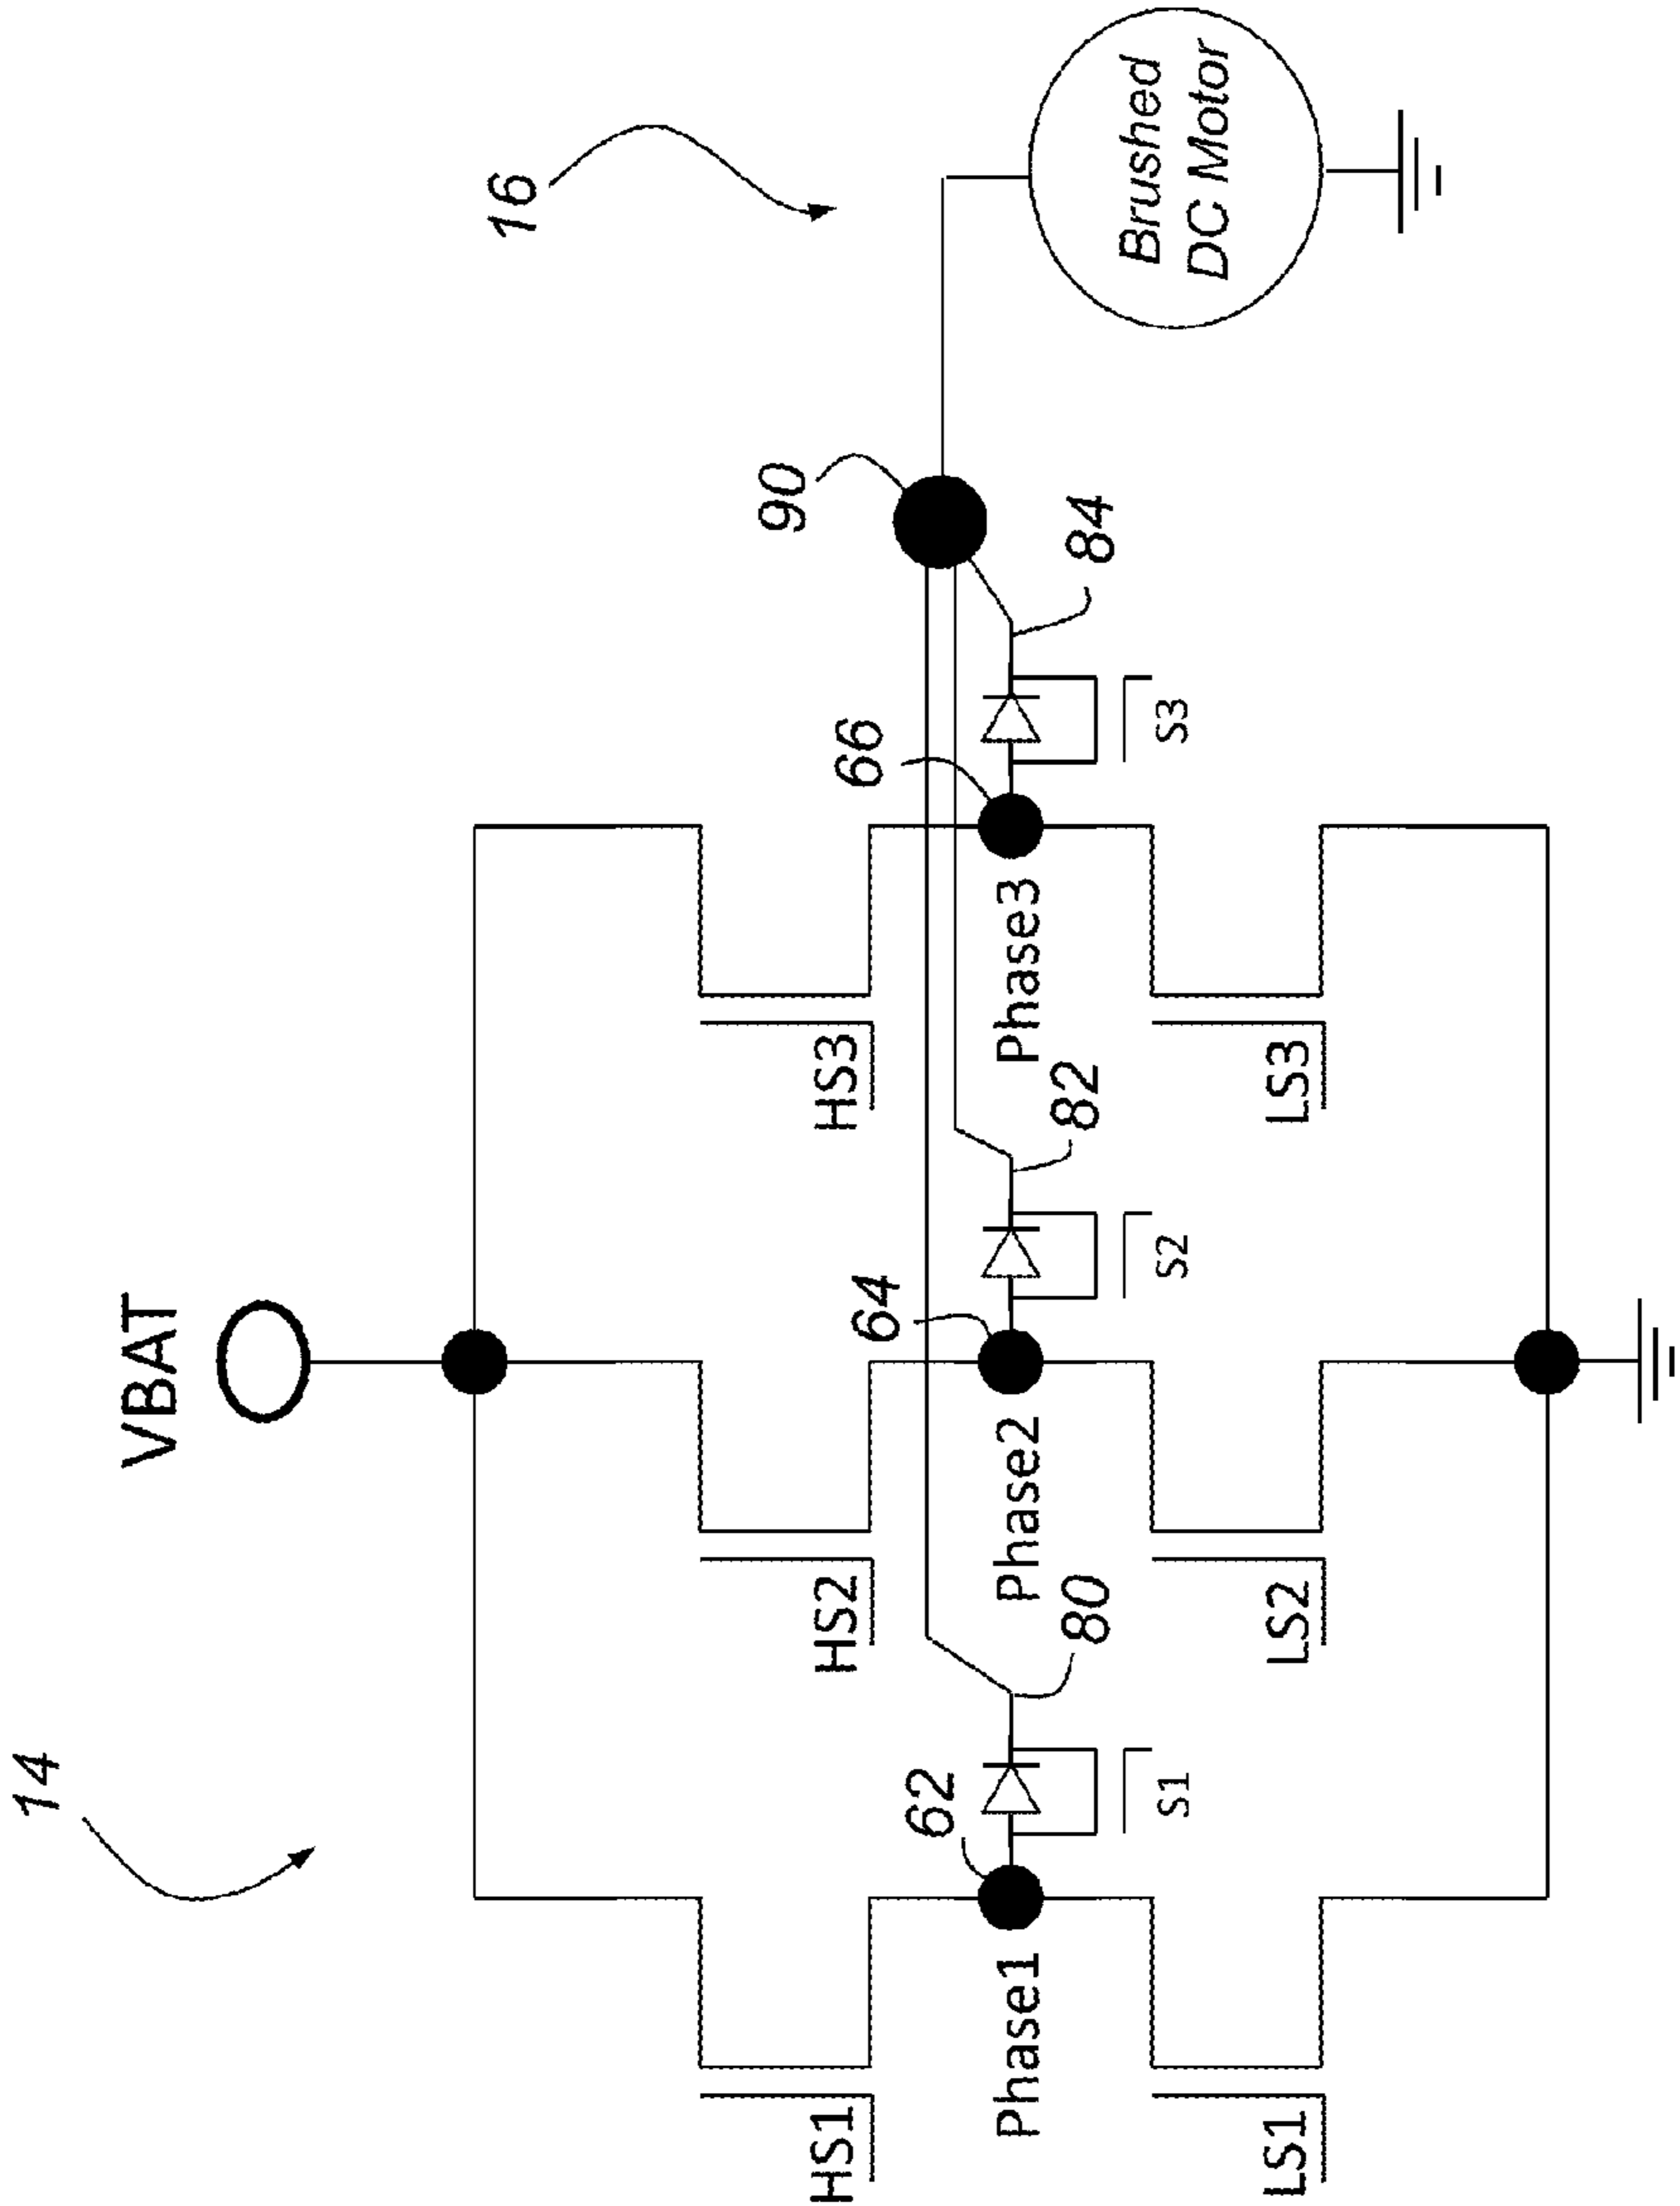 14
VBAT
16
HS1
HS2
HS3
90
62
64
66
Phase1
Phase2
Phase3
80
82
84
S1
S2
S3
LS1
LS2
LS3
Brushed
DC Motor